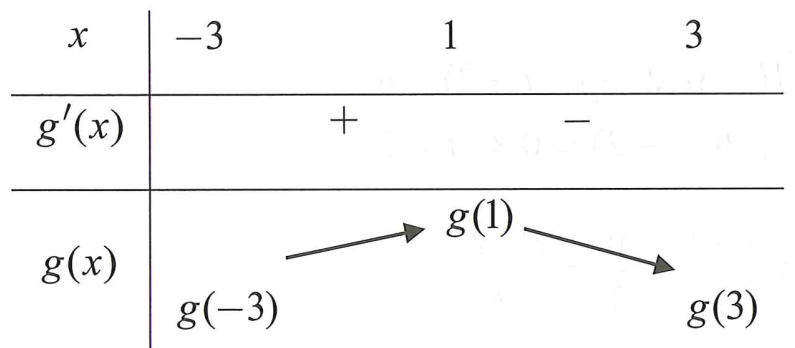 x −3 1 3
g′(x) + −
g(1)
g(x)
g(−3) g(3)